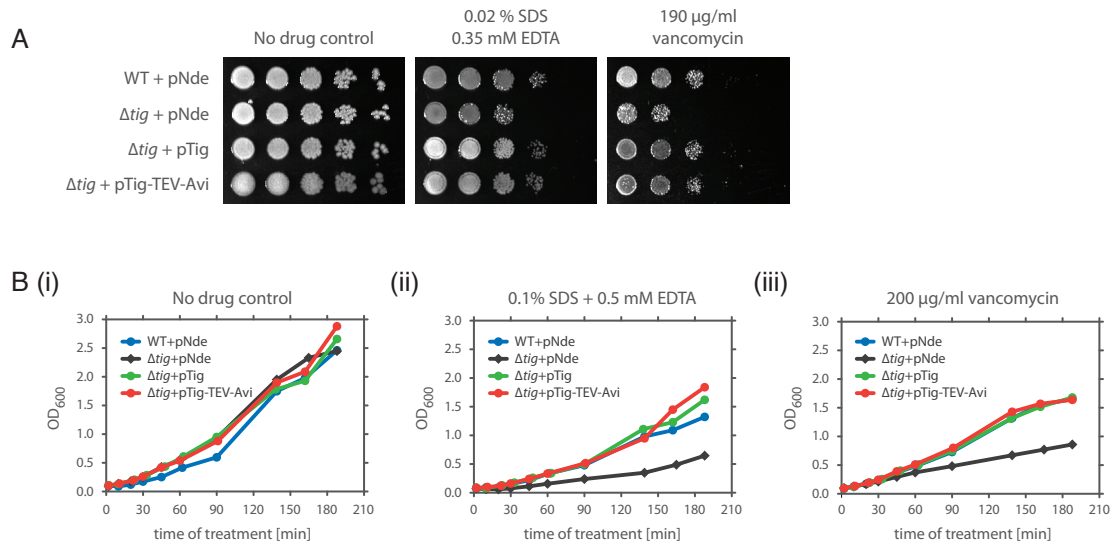 A
No drug control
0.02 % SDS
0.35 mM EDTA
190 µg/ml
vancomycin
WT + pNde
Δtig + pNde
Δtig + pTig
Δtig + pTig-TEV-Avi
B (i)
No drug control
3.0
2.5
2.0
1.5
1.0
0.5
0.0
OD600
WT+pNde
Δtig+pNde
Δtig+pTig
Δtig+pTig-TEV-Avi
0 30 60 90 120 150 180 210
time of treatment [min]
(ii)
0.1% SDS + 0.5 mM EDTA
3.0
2.5
2.0
1.5
1.0
0.5
0.0
OD600
WT+pNde
Δtig+pNde
Δtig+pTig
Δtig+pTig-TEV-Avi
0 30 60 90 120 150 180 210
time of treatment [min]
(iii)
200 µg/ml vancomycin
3.0
2.5
2.0
1.5
1.0
0.5
0.0
OD600
WT+pNde
Δtig+pNde
Δtig+pTig
Δtig+pTig-TEV-Avi
0 30 60 90 120 150 180 210
time of treatment [min]